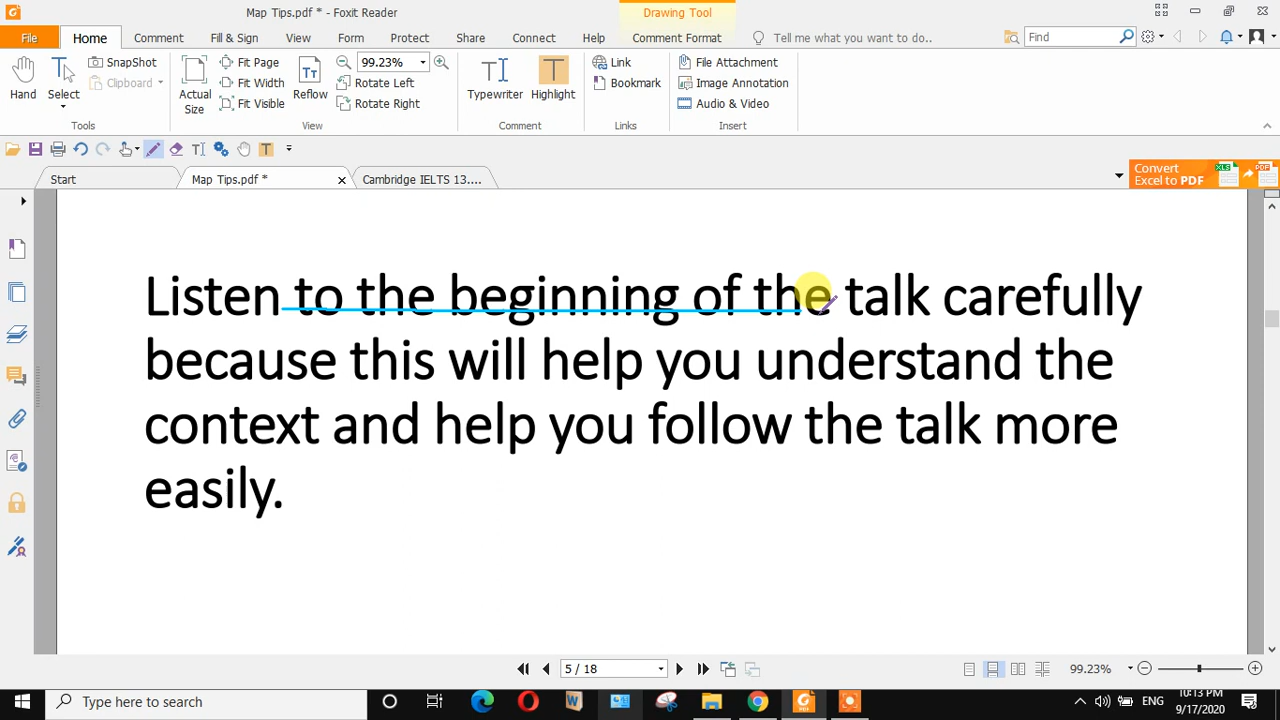 Map Tips.pdf * - Foxit Reader
Drawing Tool
File Home Comment Fill & Sign View Form Protect Share Connect Help Comment Format Tell me what you want to do.. Find
Hand Select SnapShot Clipboard Tools
Actual Size Fit Page Fit Width Fit Visible Reflow 99.23% Rotate Left Rotate Right View
Typewriter Highlight Comment
Link Bookmark Links
File Attachment Image Annotation Audio & Video Insert
Start Map Tips.pdf * Cambridge IELTS 13....
Convert
Excel to PDF
Listen to the beginning of the talk carefully
because this will help you understand the
context and help you follow the talk more
easily.
5 / 18 99.23%
Type here to search
ENG
10:13 PM
9/17/2020